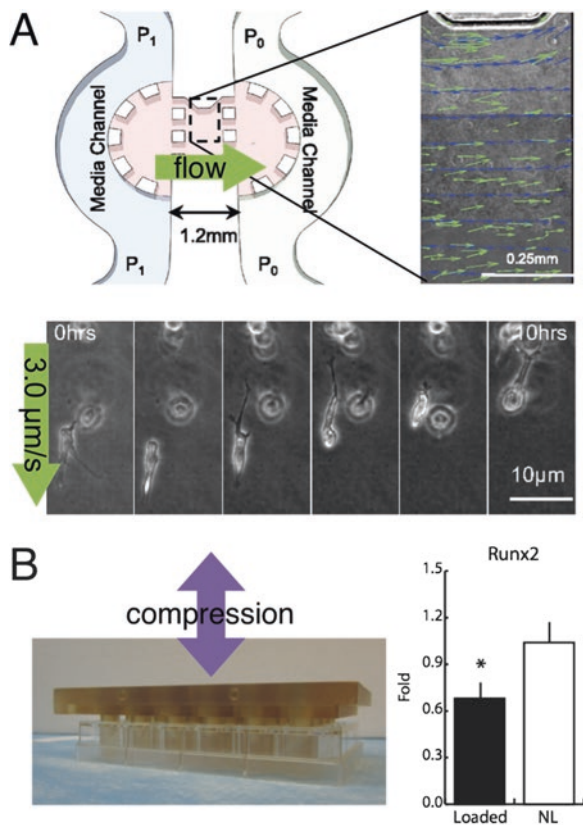 A
P1
P0
Media Channel
Media Channel
flow
1.2mm
P1
P0
0.25mm
0hrs
10hrs
3.0 μm/s
10μm
B
compression
Runx2
1.5
1.2
0.9
0.6
0.3
0.0
Fold
*
Loaded
NL